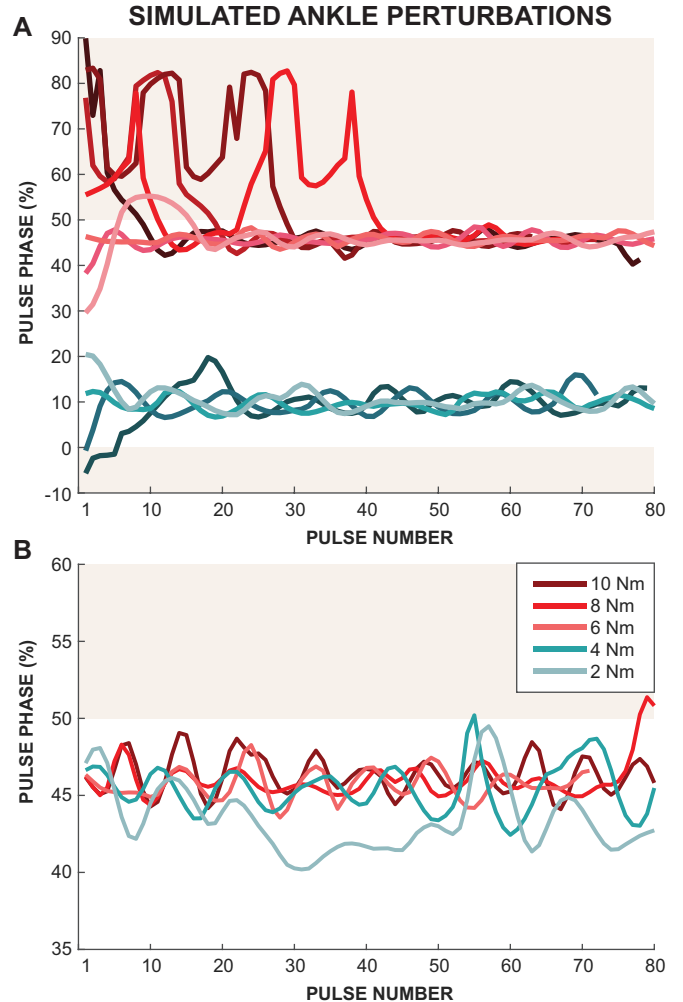 SIMULATED ANKLE PERTURBATIONS
A
90
80
70
60
50
40
30
20
10
0
-10
PULSE PHASE (%)
1 10 20 30 40 50 60 70 80
PULSE NUMBER
B
60
55
50
45
40
35
PULSE PHASE (%)
10 Nm
8 Nm
6 Nm
4 Nm
2 Nm
1 10 20 30 40 50 60 70 80
PULSE NUMBER